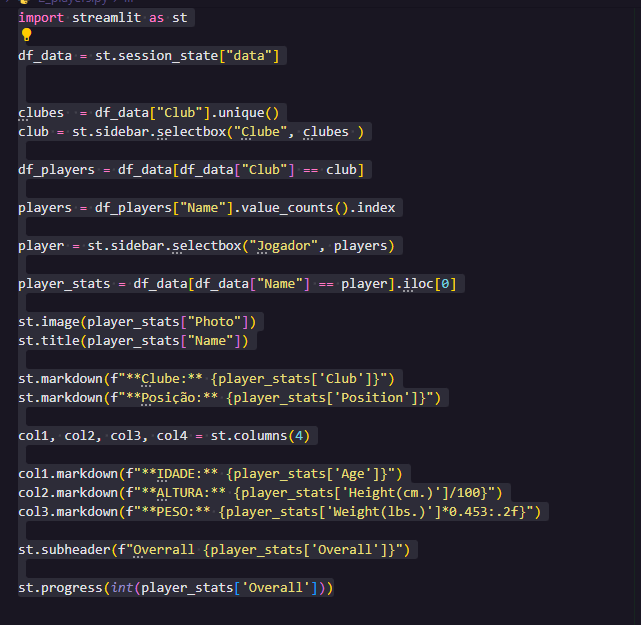 2_players.py
import streamlit as st
df_data = st.session_state["data"]
clubes  = df_data["Club"].unique()
club = st.sidebar.selectbox("Clube", clubes )
df_players = df_data[df_data["Club"] == club]
players = df_players["Name"].value_counts().index
player = st.sidebar.selectbox("Jogador", players)
player_stats = df_data[df_data["Name"] == player].iloc[0]
st.image(player_stats["Photo"])
st.title(player_stats["Name"])
st.markdown(f"**Clube:** {player_stats['Club']}")
st.markdown(f"**Posição:** {player_stats['Position']}")
col1, col2, col3, col4 = st.columns(4)
col1.markdown(f"**IDADE:** {player_stats['Age']}")
col2.markdown(f"**ALTURA:** {player_stats['Height(cm.)']/100}")
col3.markdown(f"**PESO:** {player_stats['Weight(lbs.)']*0.453:.2f}")
st.subheader(f"Overrall {player_stats['Overall']}")
st.progress(int(player_stats['Overall']))